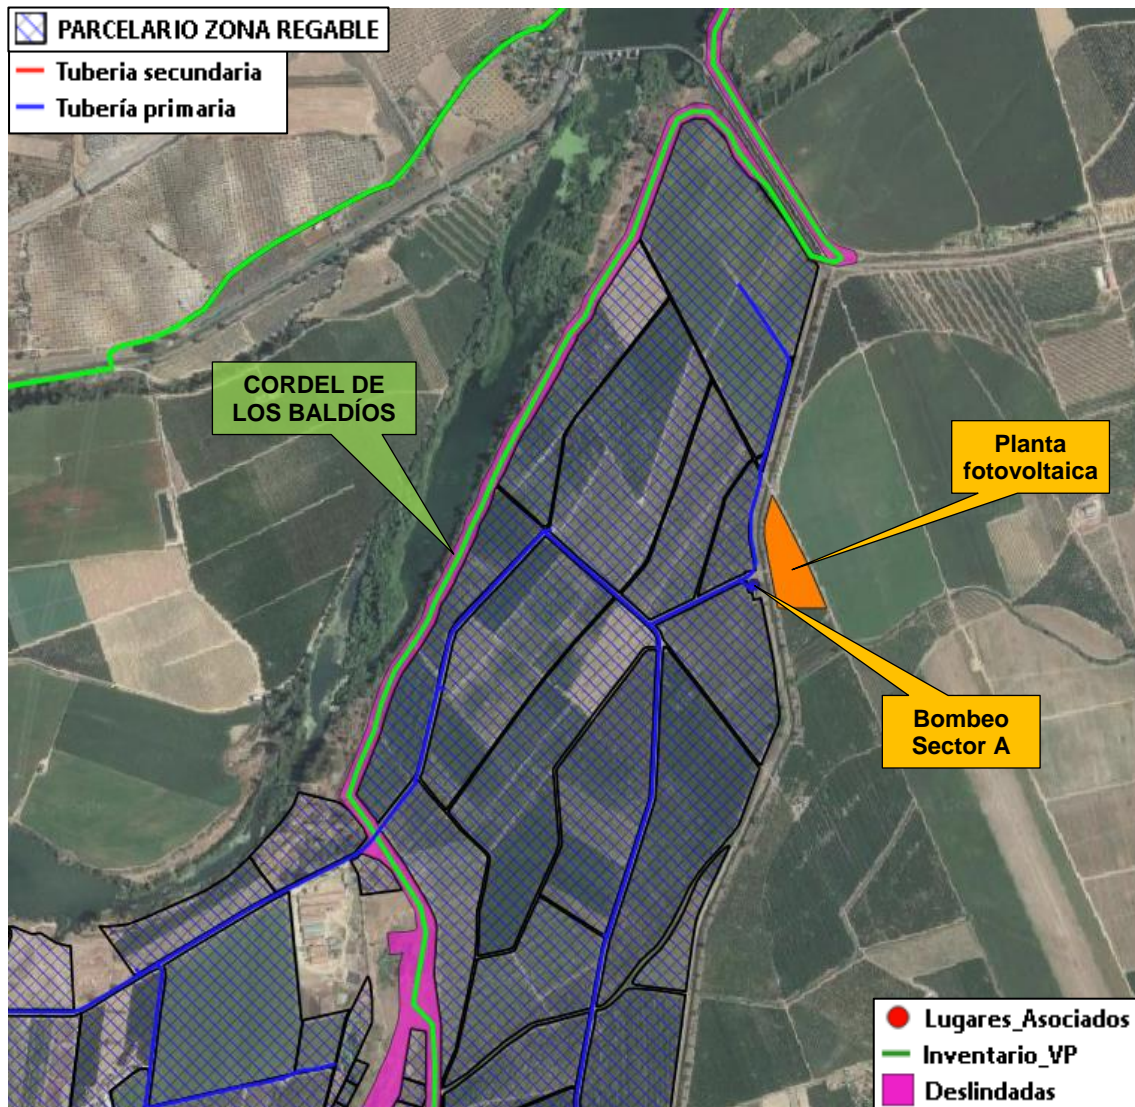 PARCELARIO ZONA REGABLE
Tuberia secundaria
Tubería primaria
CORDEL DE
LOS BALDÍOS
Planta
fotovoltaica
Bombeo
Sector A
Lugares_Asociados
Inventario_VP
Deslindadas